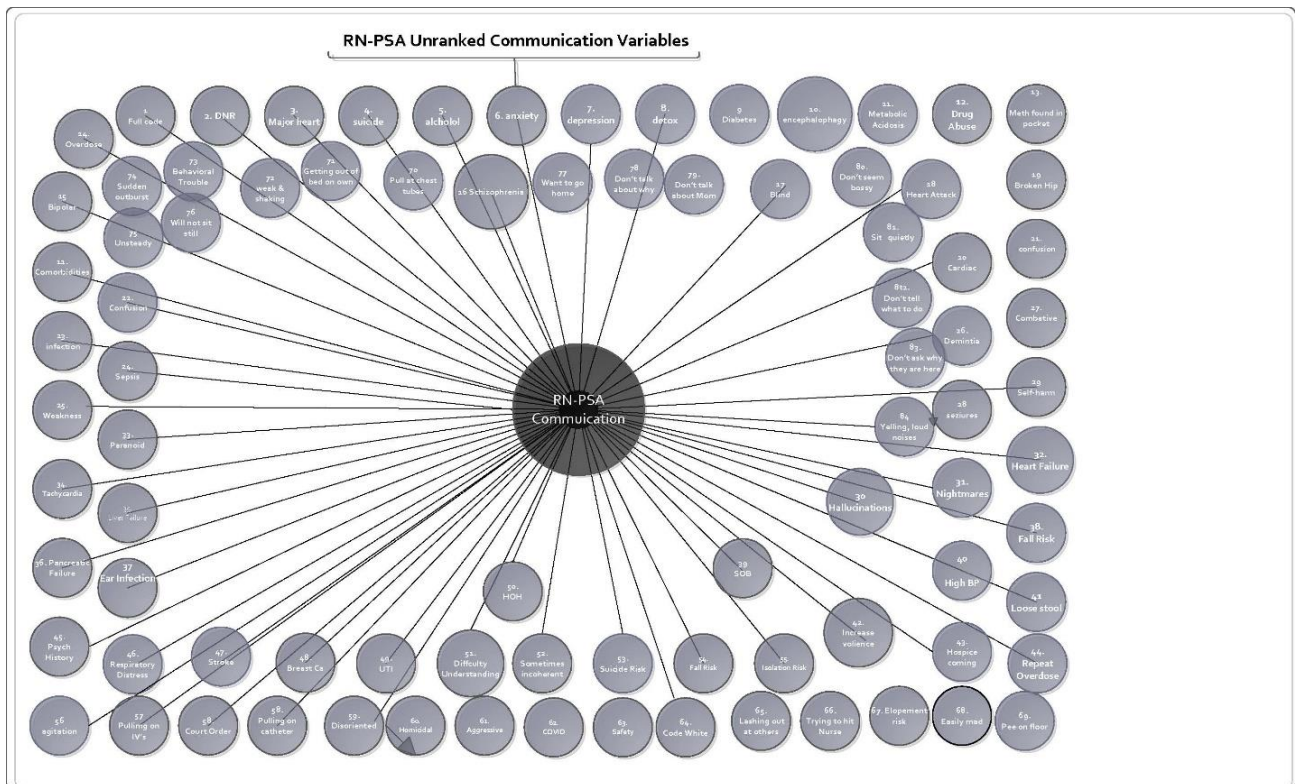 RN-PSA Unranked Communication Variables
1.
Full code
2. DNR
3.
Major heart
4.
suicide
5.
alcholol
6. anxiety
7.
depression
8.
detox
9
Diabetes
10.
encephalophagy
11.
Metabolic
Acidosis
12.
Drug
Abuse
13.
Meth found in
pocket
14.
Overdose
73
Behavioral
Trouble
74
Sudden
outburst
72
weak &
shaking
71
Getting out of
bed on own
70
Pull at chest
tubes
16 Schizophrenia
77
Want to go
home
78
Don't talk
about why
79.
Don't talk
about Mom
17
Blind
80.
Don't seem
bossy
18
Heart Attack
19
Broken Hip
15
Bipolar
76
Will not sit
still
75
Unsteady
81.
Sit quietly
21.
confusion
12.
Comorbidities
20
Cardiac
22.
Confusion
812.
Don't tell
what to do
27.
Combative
23.
infection
26.
Demintia
83.
Don't ask why
they are here
24.
Sepsis
29
Self-harm
25.
Weakness
RN-PSA
Commuication
28
seziures
84
Yelling, loud
noises
33.
Paranoid
32.
Heart Failure
34
Tachycardia
31.
Nightmares
30
Hallucinations
35
Liver Failure
38.
Fall Risk
36. Pancreatic
Failure
37
Ear Infection
39
SOB
40
High BP
50.
HOH
41
Loose stool
42.
Increase
volience
45.
Psych
History
46.
Respiratory
Distress
47.
Stroke
48
Breast Ca
49.
UTI
51.
Diffculty
Understanding
52.
Sometimes
incoherent
53.
Suicide Risk
54.
Fall Risk
55.
Isolation Risk
43.
Hospice
coming
44.
Repeat
Overdose
56
agitation
57
Pulling on
IV's
58
Court Order
58.
Pulling on
catheter
59.
Disoriented
60.
Homicidal
61.
Aggressive
62.
COVID
63.
Safety
64.
Code White
65.
Lashing out
at others
66.
Trying to hit
Nurse
67. Elopement
risk
68.
Easily mad
69.
Pee on floor